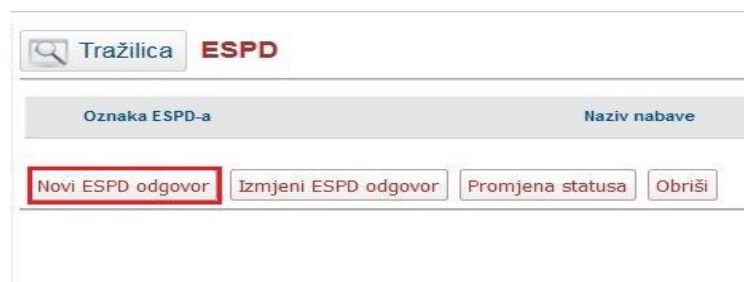 Tražilica ESPD
Oznaka ESPD-a Naziv nabave
Novi ESPD odgovor Izmjeni ESPD odgovor Promjena statusa Obriši